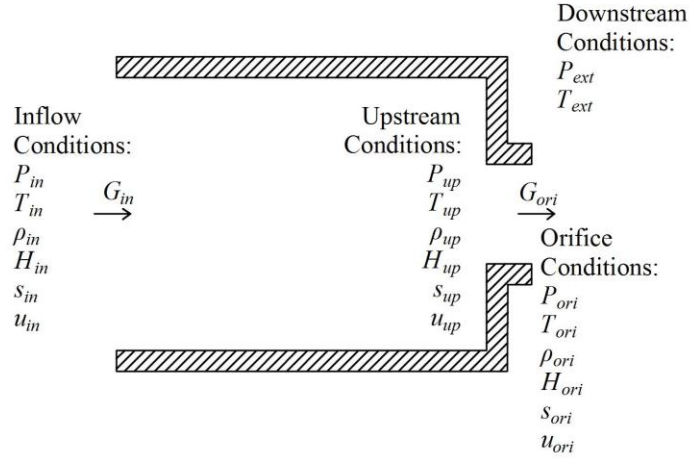 Downstream
Conditions:
P_ext
T_ext
Inflow
Conditions:
P_in
T_in
ρ_in
H_in
s_in
u_in
G_in
Upstream
Conditions:
P_up
T_up
ρ_up
H_up
s_up
u_up
G_ori
Orifice
Conditions:
P_ori
T_ori
ρ_ori
H_ori
s_ori
u_ori